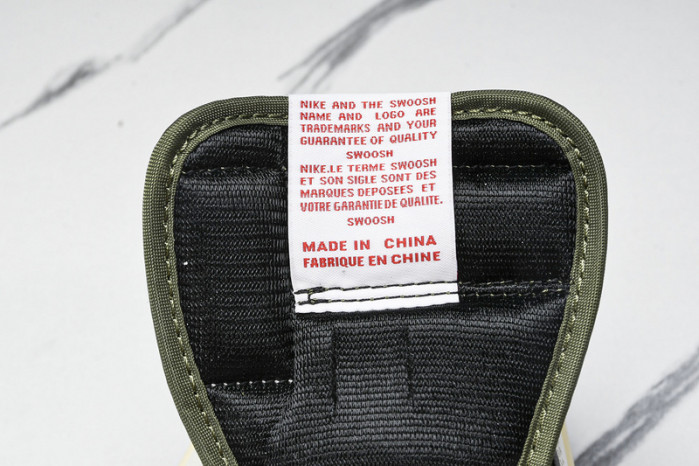 NIKE AND THE SWOOSH
NAME AND LOGO ARE
TRADEMARKS AND YOUR
GUARANTEE OF QUALITY
SWOOSH
NIKE.LE TERME SWOOSH
ET SON SIGLE SONT DES
MARQUES DEPOSEES ET
VOTRE GARANTIE DE QUALITE.
SWOOSH
MADE IN CHINA
FABRIQUE EN CHINE